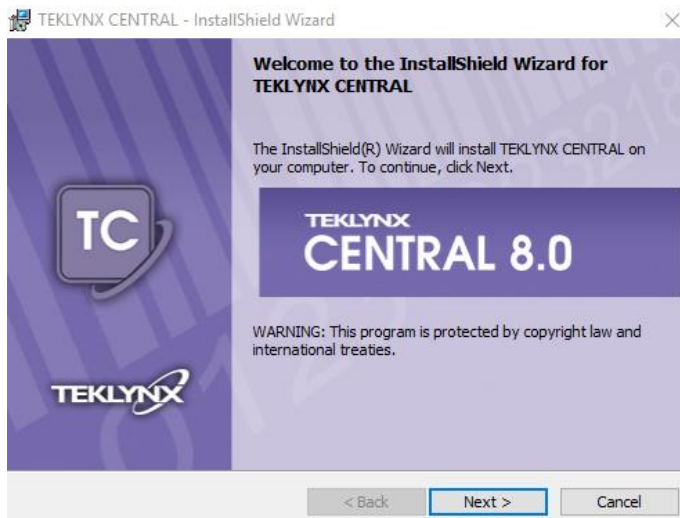 TEKLYNX CENTRAL - InstallShield Wizard
Welcome to the InstallShield Wizard for
TEKLYNX CENTRAL
The InstallShield(R) Wizard will install TEKLYNX CENTRAL on
your computer. To continue, click Next.
TC
TEKLYNX
CENTRAL 8.0
WARNING: This program is protected by copyright law and
international treaties.
TEKLYNX
< Back
Next >
Cancel